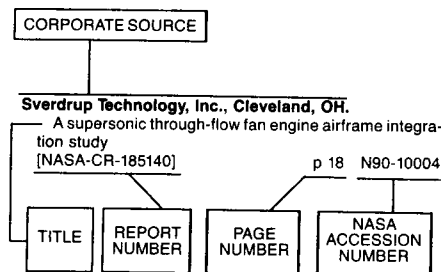 CORPORATE SOURCE
Sverdrup Technology, Inc., Cleveland, OH.
A supersonic through-flow fan engine airframe integra-
tion study
[NASA-CR-185140] p 18 N90-10004
TITLE
REPORT
NUMBER
PAGE
NUMBER
NASA
ACCESSION
NUMBER